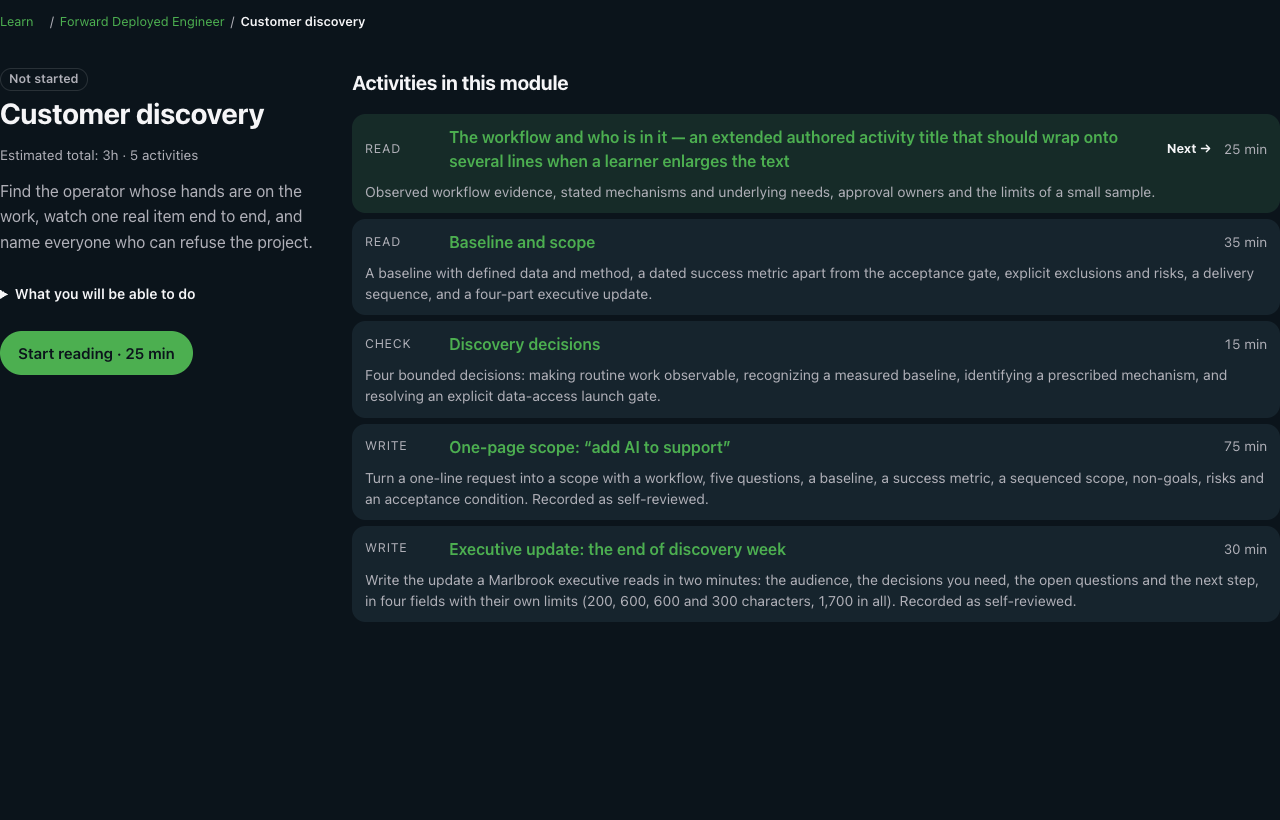 Learn / Forward Deployed Engineer / Customer discovery
Not started
Customer discovery
Estimated total: 3h · 5 activities
Find the operator whose hands are on the
work, watch one real item end to end, and
name everyone who can refuse the project.
What you will be able to do
Start reading · 25 min
Activities in this module
READ
The workflow and who is in it — an extended authored activity title that should wrap onto
several lines when a learner enlarges the text
Next → 25 min
Observed workflow evidence, stated mechanisms and underlying needs, approval owners and the limits of a small sample.
READ Baseline and scope 35 min
A baseline with defined data and method, a dated success metric apart from the acceptance gate, explicit exclusions and risks, a delivery
sequence, and a four-part executive update.
CHECK Discovery decisions 15 min
Four bounded decisions: making routine work observable, recognizing a measured baseline, identifying a prescribed mechanism, and
resolving an explicit data-access launch gate.
WRITE One-page scope: “add AI to support” 75 min
Turn a one-line request into a scope with a workflow, five questions, a baseline, a success metric, a sequenced scope, non-goals, risks and
an acceptance condition. Recorded as self-reviewed.
WRITE Executive update: the end of discovery week 30 min
Write the update a Marlbrook executive reads in two minutes: the audience, the decisions you need, the open questions and the next step,
in four fields with their own limits (200, 600, 600 and 300 characters, 1,700 in all). Recorded as self-reviewed.